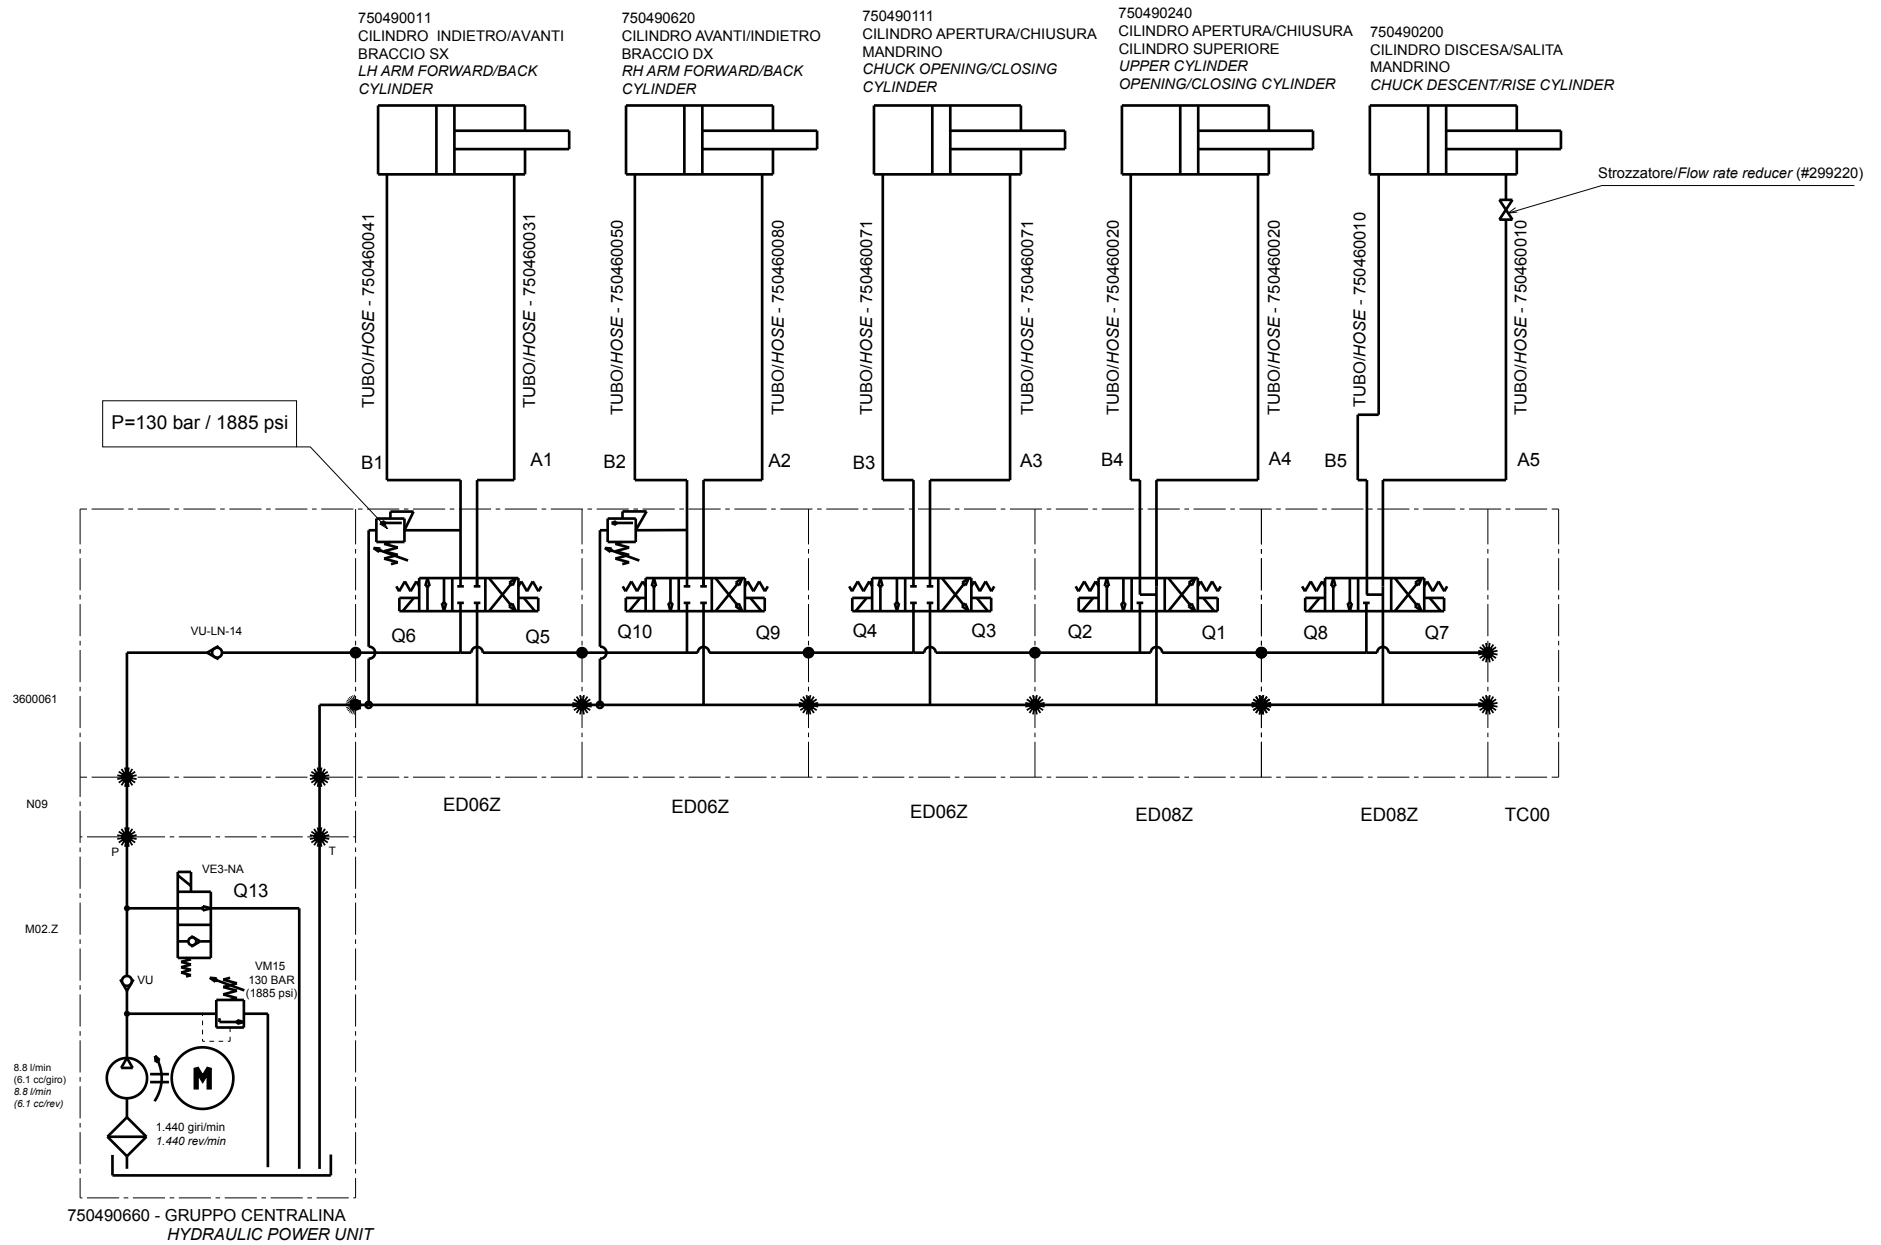 750490011
CILINDRO INDIETRO/AVANTI
BRACCIO SX
LH ARM FORWARD/BACK
CYLINDER
750490620
CILINDRO AVANTI/INDIETRO
BRACCIO DX
RH ARM FORWARD/BACK
CYLINDER
750490111
CILINDRO APERTURA/CHIUSURA
MANDRINO
CHUCK OPENING/CLOSING
CYLINDER
750490240
CILINDRO APERTURA/CHIUSURA
CILINDRO SUPERIORE
UPPER CYLINDER
OPENING/CLOSING CYLINDER
750490200
CILINDRO DISCESA/SALITA
MANDRINO
CHUCK DESCENT/RISE CYLINDER
Strozzatore/Flow rate reducer (#299220)
TUBO/HOSE - 750460041
TUBO/HOSE - 750460031
TUBO/HOSE - 750460050
TUBO/HOSE - 750460080
TUBO/HOSE - 750460071
TUBO/HOSE - 750460071
TUBO/HOSE - 750460020
TUBO/HOSE - 750460020
TUBO/HOSE - 750460010
TUBO/HOSE - 750460010
P=130 bar / 1885 psi
B1
A1
B2
A2
B3
A3
B4
A4
B5
A5
Q6
Q5
Q10
Q9
Q4
Q3
Q2
Q1
Q8
Q7
VU-LN-14
3600061
N09
ED06Z
ED06Z
ED06Z
ED08Z
ED08Z
TC00
P
T
VE3-NA
Q13
M02.Z
VU
VM15
130 BAR
(1885 psi)
8.8 l/min
(6.1 cc/giro)
8.8 l/min
(6.1 cc/rev)
M
1.440 giri/min
1.440 rev/min
750490660 - GRUPPO CENTRALINA
HYDRAULIC POWER UNIT